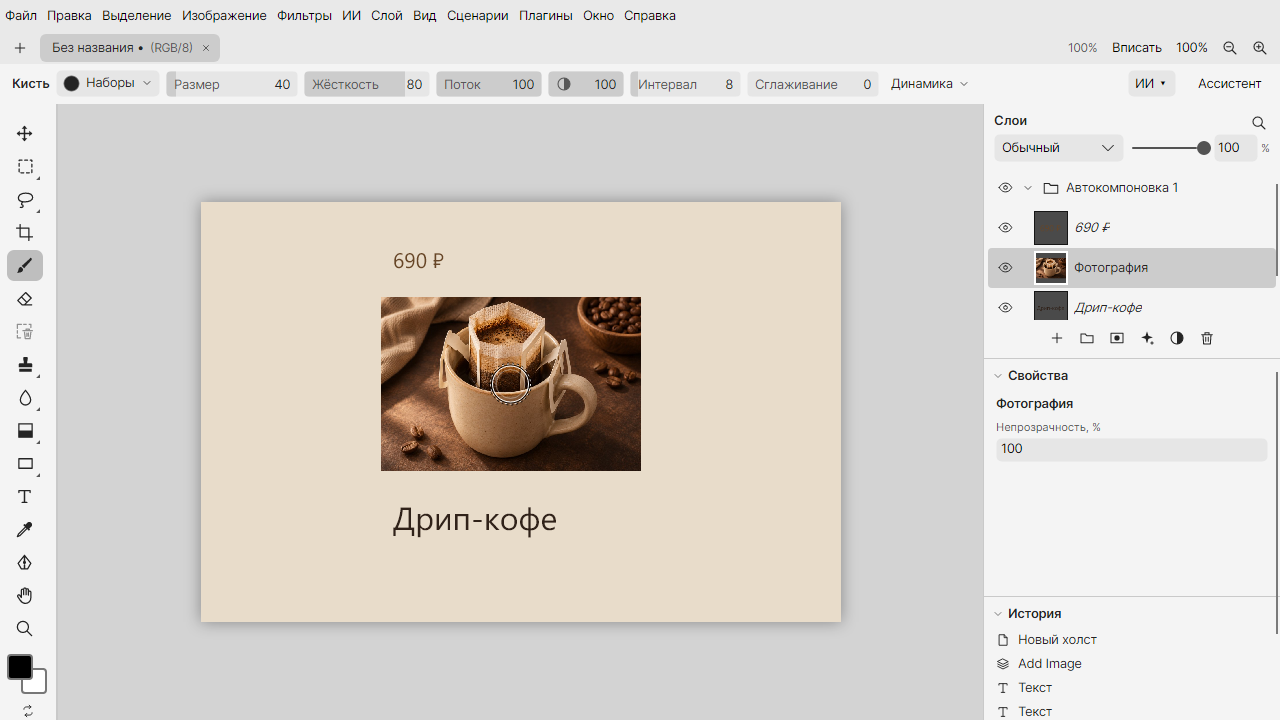 Файл Правка Выделение Изображение Фильтры ИИ Слой Вид Сценарии Плагины Окно Справка
Без названия • (RGB/8) 100% Вписать 100%
Кисть Наборы Размер 40 Жёсткость 80 Поток 100 100 Интервал 8 Сглаживание 0 Динамика ИИ Ассистент
Слои
Обычный 100 %
Автокомпоновка 1
690 ₽
Фотография
Дрип-кофе
Свойства
Фотография
Непрозрачность, %
100
История
Новый холст
Add Image
Текст
Текст
690 ₽
Дрип-кофе